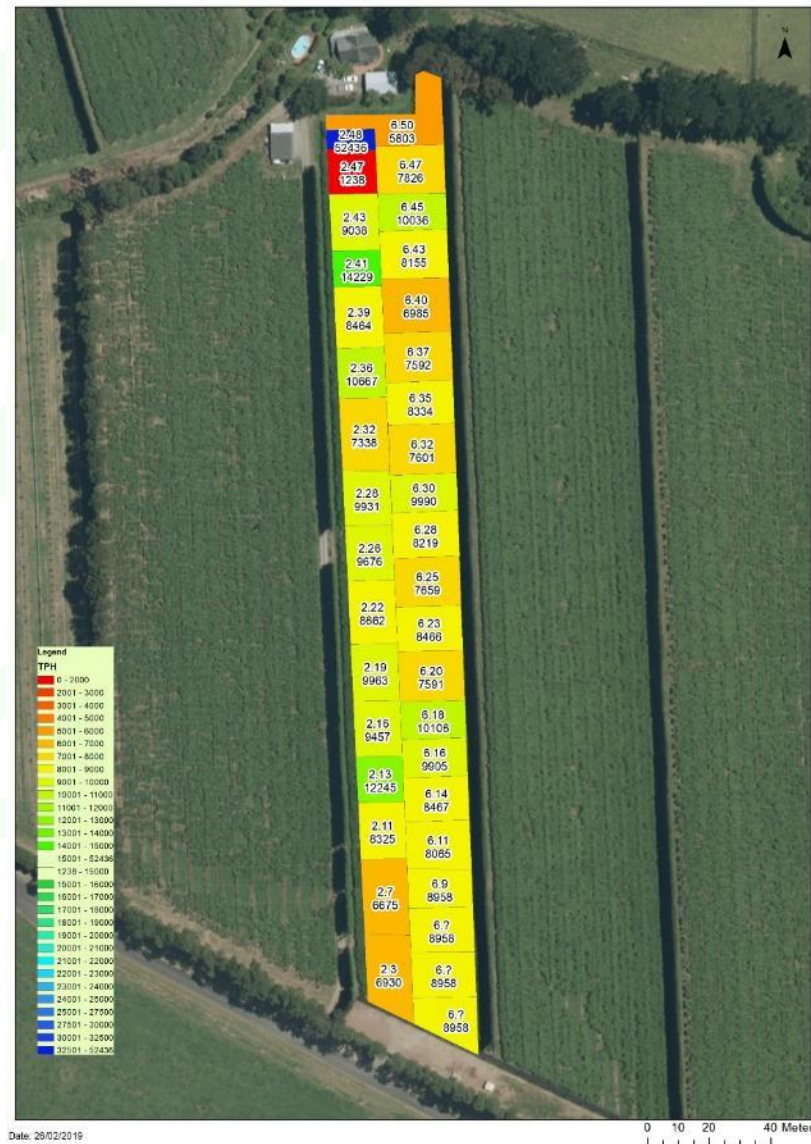 N
6.50
5803
2.48
52436
2.47
1238
6.47
7826
2.43
9038
6.45
10036
6.43
8155
2.41
14229
2.39
8464
6.40
6985
2.36
10667
6.37
7592
6.35
8334
2.32
7338
6.32
7601
2.28
9931
6.30
9990
6.28
8219
2.26
9676
6.25
7659
2.22
8662
6.23
8466
2.19
9963
6.20
7591
2.16
9457
6.18
10106
6.16
9905
2.13
12245
6.14
8467
2.11
8325
6.11
8065
2.7
6675
6.9
8958
6.?
8958
2.3
6930
6.?
8958
6.?
8958
Legend
TPH
0 - 2000
2001 - 3000
3001 - 4000
4001 - 5000
5001 - 6000
6001 - 7000
7001 - 8000
8001 - 9000
9001 - 10000
10001 - 11000
11001 - 12000
12001 - 13000
13001 - 14000
14001 - 15000
15001 - 52436
1238 - 15000
15001 - 16000
16001 - 17000
17001 - 18000
18001 - 19000
19001 - 20000
20001 - 21000
21001 - 22000
22001 - 23000
23001 - 24000
24001 - 25000
25001 - 27500
27501 - 30000
30001 - 32500
32501 - 52436
Date: 26/02/2019
0 10 20 40 Meter